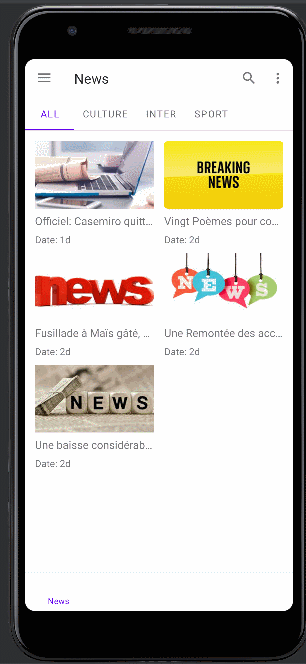 News
ALL
CULTURE
INTER
SPORT
BREAKING
NEWS
Officiel: Casemiro quitt...
Vingt Poèmes pour co...
Date: 1d
Date: 2d
news
NEWS
Fusillade à Maïs gâté, ...
Une Remontée des acc...
Date: 2d
Date: 2d
NEWS
Une baisse considérab...
Date: 2d
News